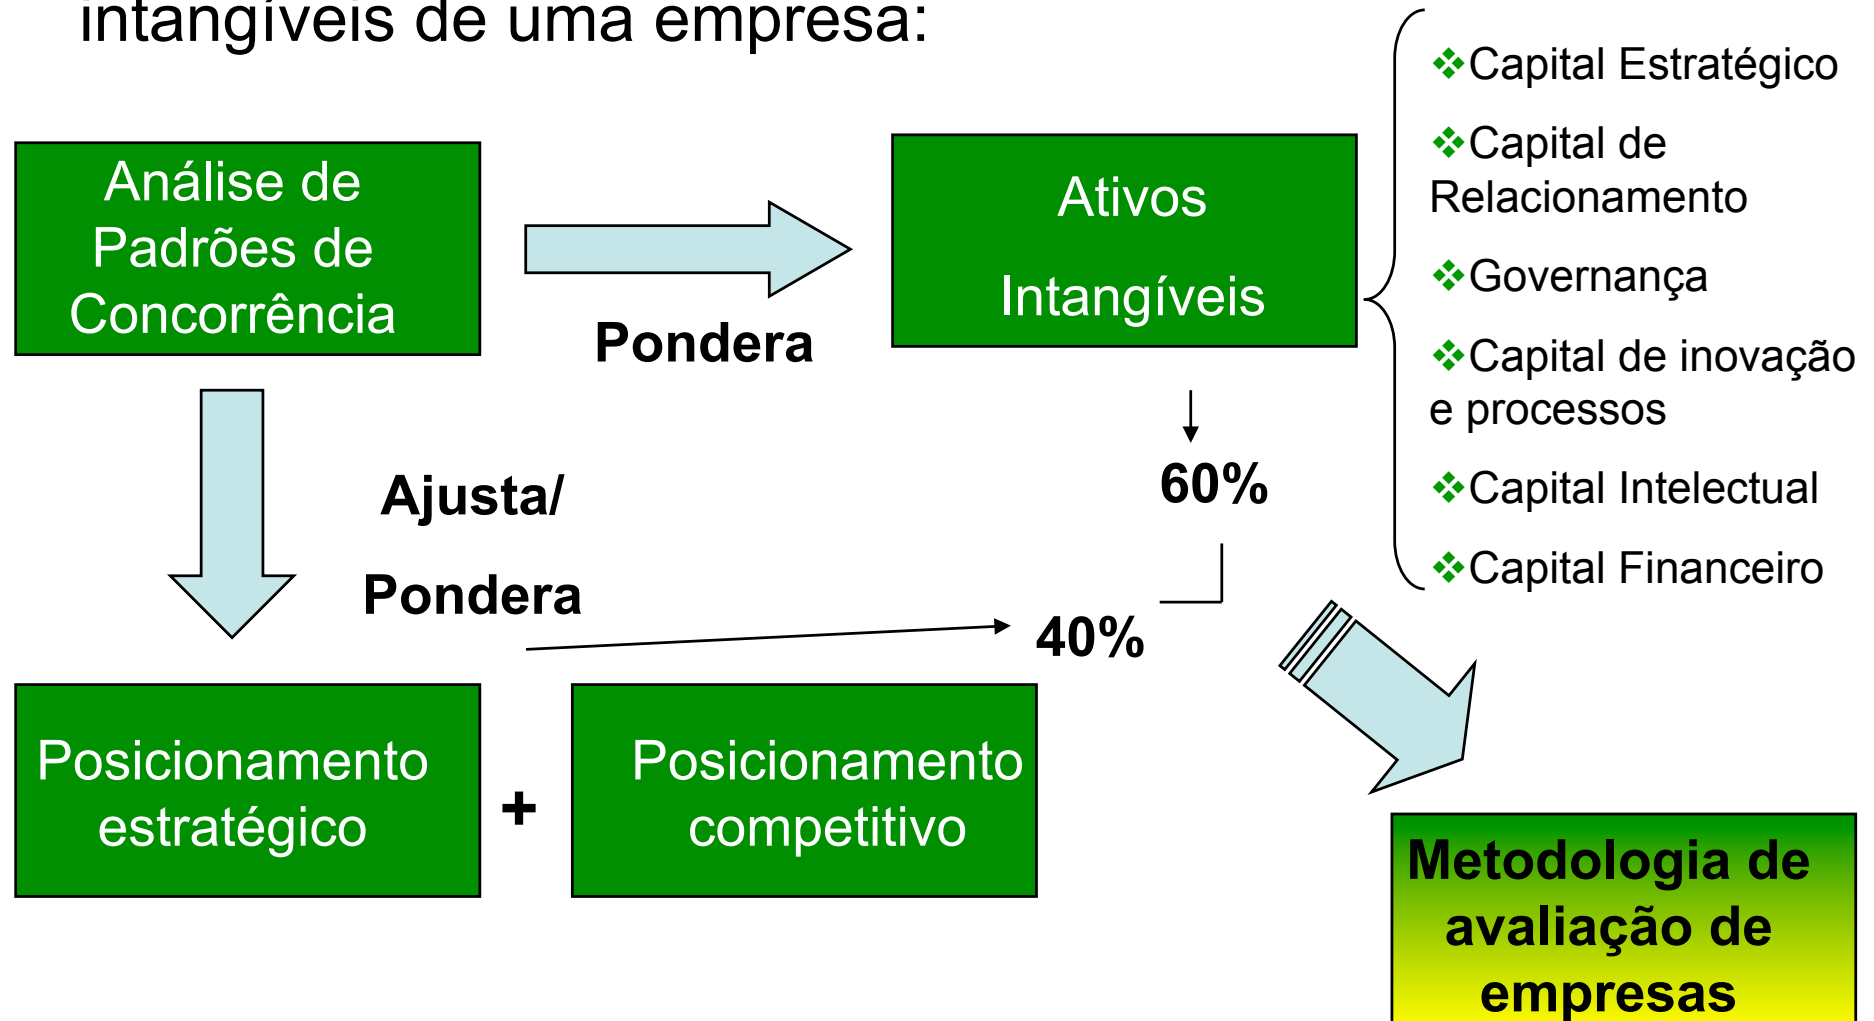 intangíveis de uma empresa:
Análise de
Padrões de
Concorrência
Pondera
Ativos
Intangíveis
❖Capital Estratégico
❖Capital de
Relacionamento
❖Governança
❖Capital de inovação
e processos
❖Capital Intelectual
❖Capital Financeiro
Ajusta/
Pondera
60%
40%
Posicionamento
estratégico
+
Posicionamento
competitivo
Metodologia de
avaliação de
empresas